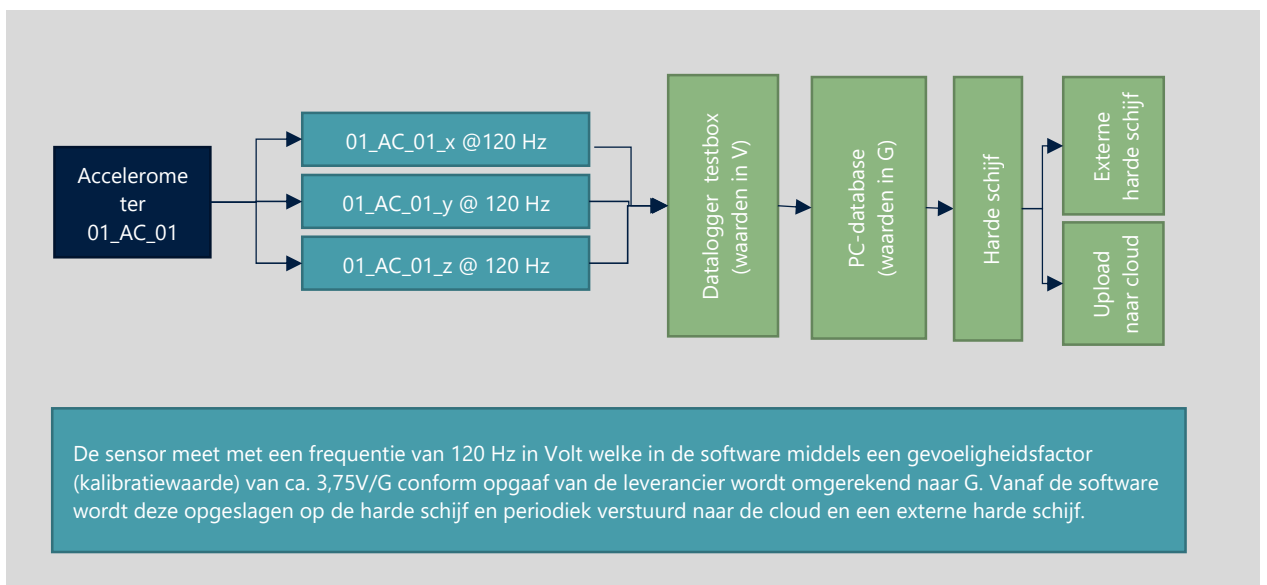 Accelerome
ter
01_AC_01
01_AC_01_x @120 Hz
01_AC_01_y @ 120 Hz
01_AC_01_z @ 120 Hz
Datalogger testbox
(waarden in V)
PC-database
(waarden in G)
Harde schijf
Externe
harde schijf
Upload
naar cloud
De sensor meet met een frequentie van 120 Hz in Volt welke in de software middels een gevoeligheidsfactor
(kalibratiewaarde) van ca. 3,75V/G conform opgaaf van de leverancier wordt omgerekend naar G. Vanaf de software
wordt deze opgeslagen op de harde schijf en periodiek verstuurd naar de cloud en een externe harde schijf.